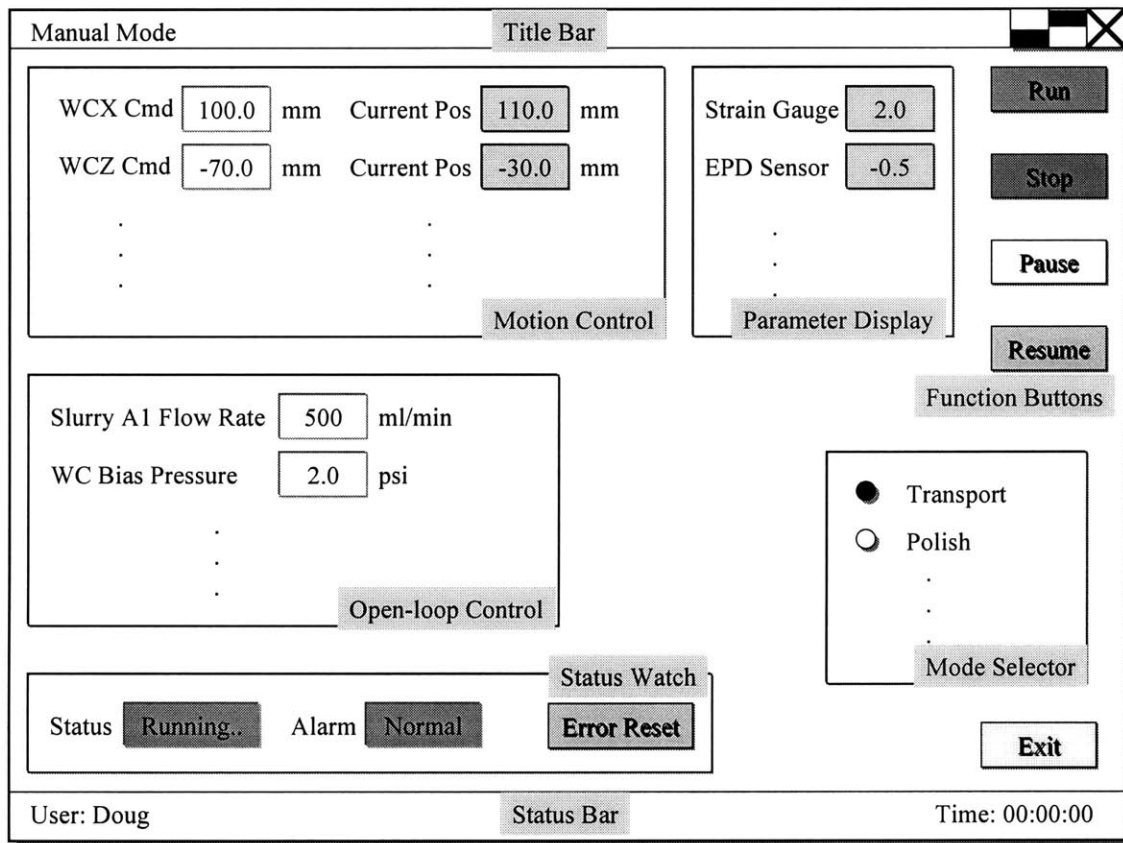 Manual Mode Title Bar
WCX Cmd 100.0 mm Current Pos 110.0 mm
WCZ Cmd -70.0 mm Current Pos -30.0 mm
Motion Control
Strain Gauge 2.0
EPD Sensor -0.5
Parameter Display
Run
Stop
Pause
Resume
Function Buttons
Slurry A1 Flow Rate 500 ml/min
WC Bias Pressure 2.0 psi
Open-loop Control
Transport
Polish
Mode Selector
Status Watch
Status Running.. Alarm Normal Error Reset
Exit
User: Doug Status Bar Time: 00:00:00